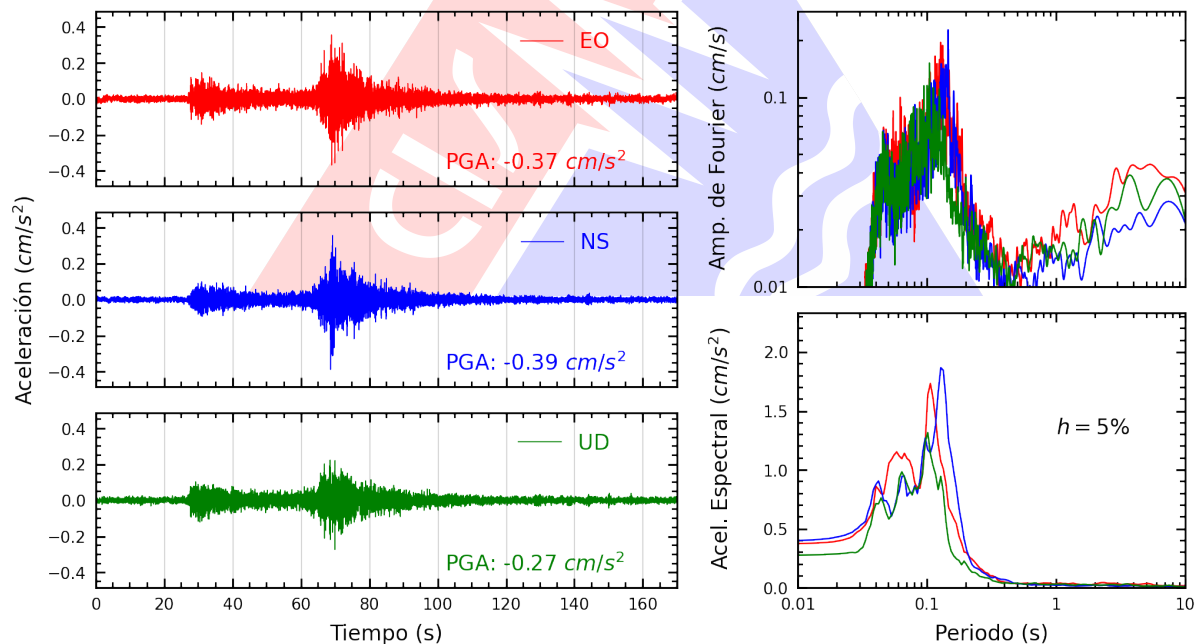 Aceleración (cm/s²)
0.4
0.2
0.0
−0.2
−0.4
EO
PGA: -0.37 cm/s²
0.4
0.2
0.0
−0.2
−0.4
NS
PGA: -0.39 cm/s²
0.4
0.2
0.0
−0.2
−0.4
UD
PGA: -0.27 cm/s²
0 20 40 60 80 100 120 140 160
Tiempo (s)
Amp. de Fourier (cm/s)
0.1
0.01
Acel. Espectral (cm/s²)
2.0
1.5
1.0
0.5
0.0
h = 5%
0.01 0.1 1 10
Periodo (s)